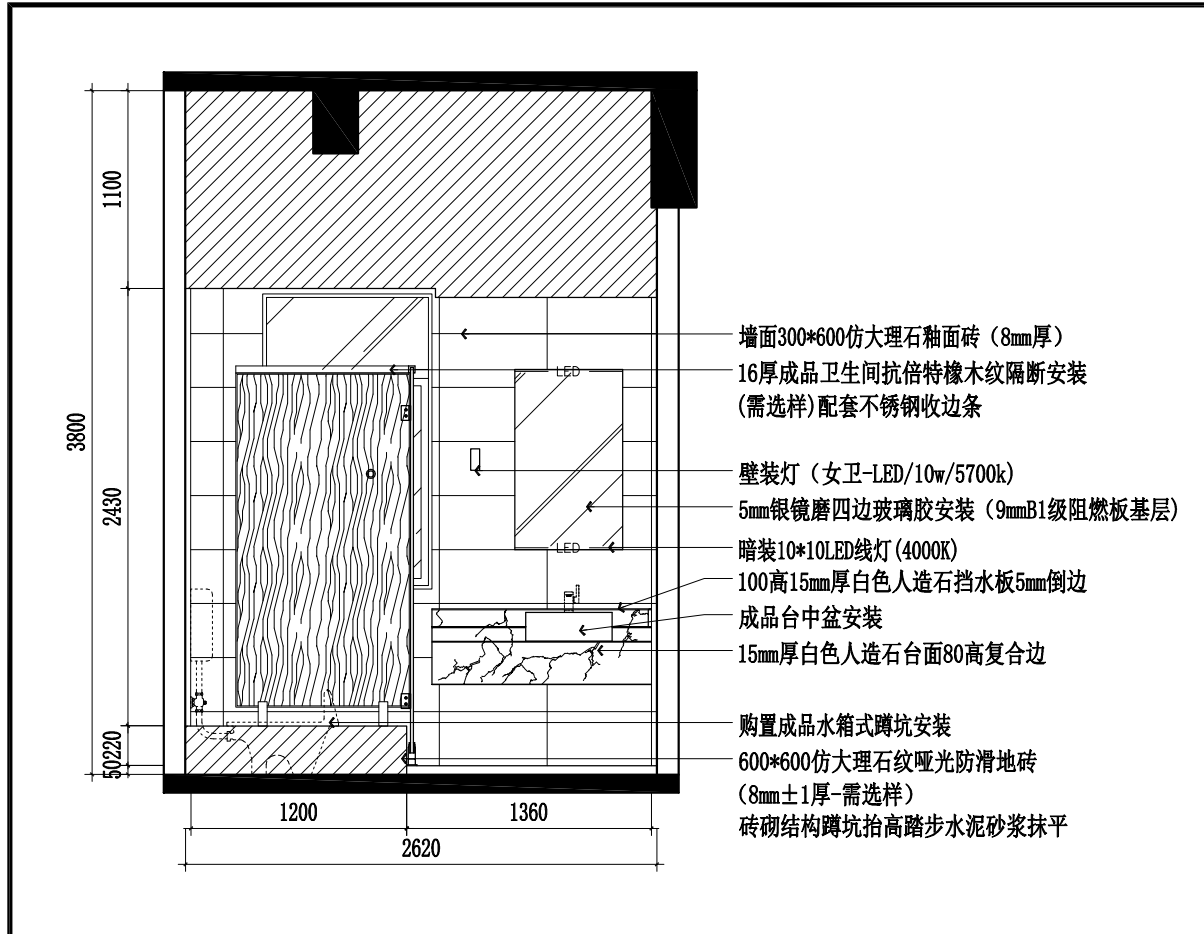 1100
3800
2430
220
50
墙面300*600仿大理石釉面砖（8mm厚）
16厚成品卫生间抗倍特橡木纹隔断安装
(需选样)配套不锈钢收边条
LED
壁装灯（女卫-LED/10w/5700k）
5mm银镜磨四边玻璃胶安装（9mmB1级阻燃板基层）
LED
暗装10*10LED线灯(4000K)
100高15mm厚白色人造石挡水板5mm倒边
成品台中盆安装
15mm厚白色人造石台面80高复合边
购置成品水箱式蹲坑安装
600*600仿大理石纹哑光防滑地砖
（8mm±1厚-需选样）
砖砌结构蹲坑抬高踏步水泥砂浆抹平
1200
1360
2620